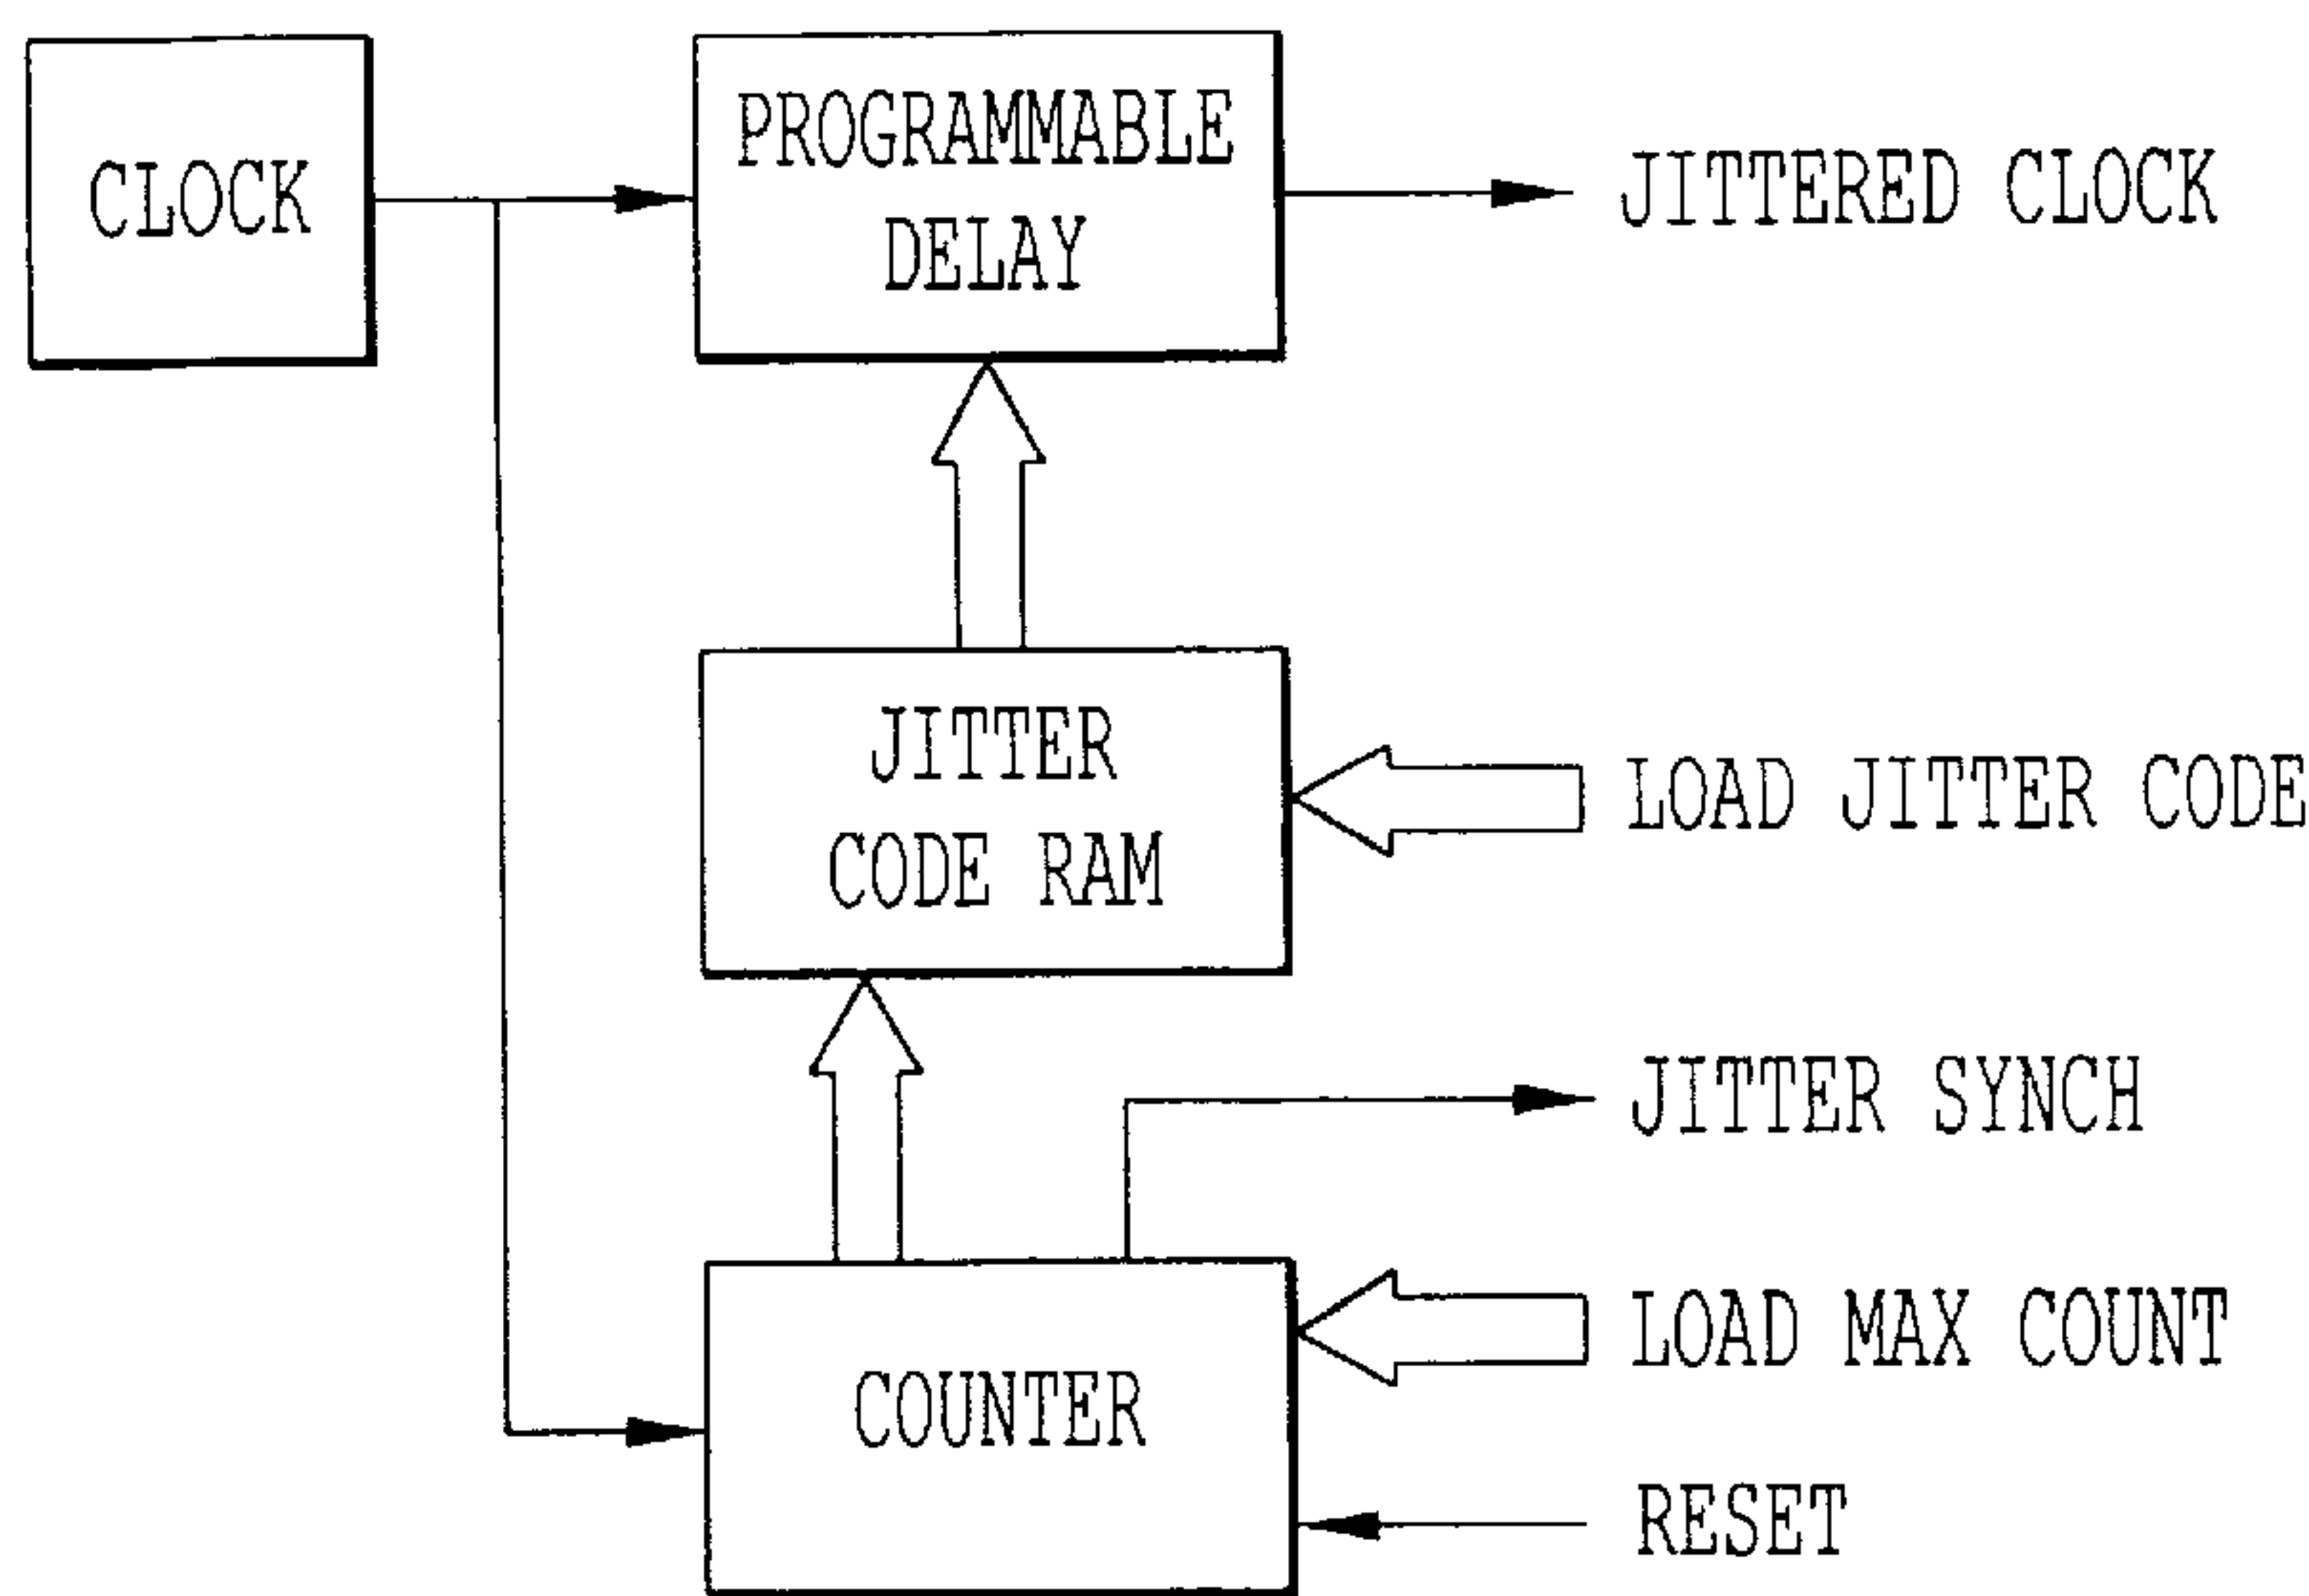 CLOCK
PROGRAMMABLE
DELAY
JITTERED CLOCK
JITTER
CODE RAM
LOAD JITTER CODE
JITTER SYNCH
COUNTER
LOAD MAX COUNT
RESET